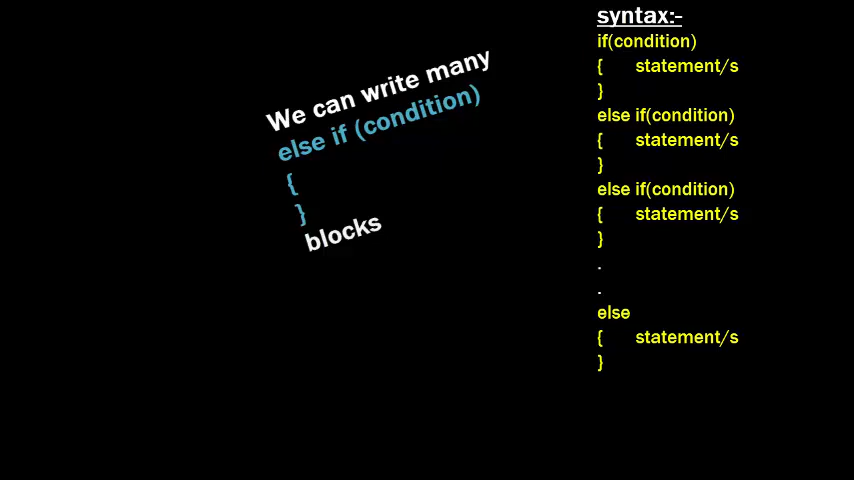 We can write many
else if (condition)
{
}
blocks
syntax:-
if(condition)
{ statement/s
}
else if(condition)
{ statement/s
}
else if(condition)
{ statement/s
}
.
.
else
{ statement/s
}